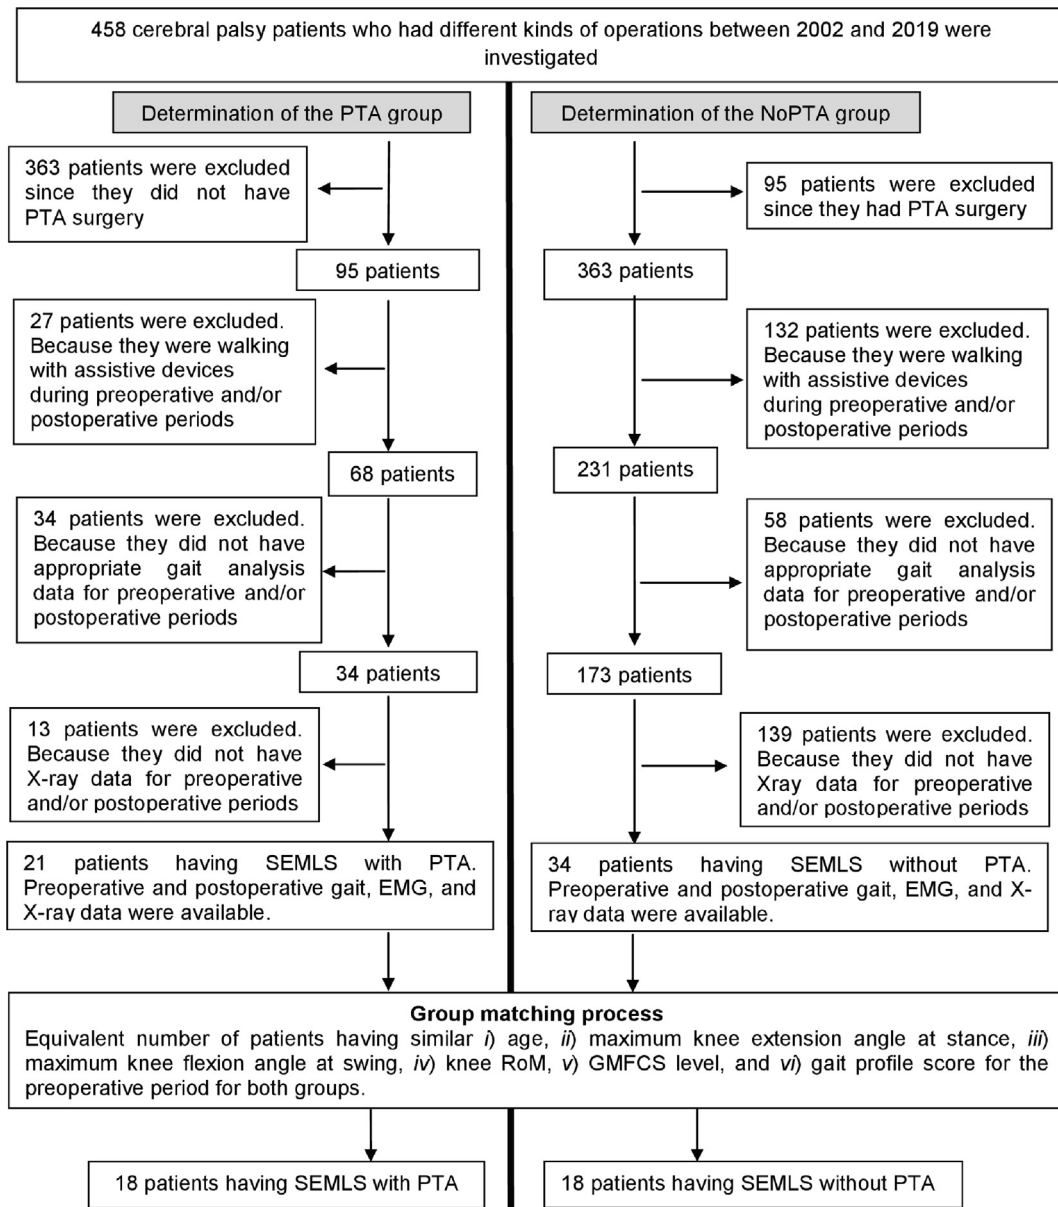 458 cerebral palsy patients who had different kinds of operations between 2002 and 2019 were
investigated
Determination of the PTA group
Determination of the NoPTA group
363 patients were excluded
since they did not have
PTA surgery
95 patients were excluded
since they had PTA surgery
95 patients
363 patients
27 patients were excluded.
Because they were walking
with assistive devices
during preoperative and/or
postoperative periods
132 patients were excluded.
Because they were walking
with assistive devices
during preoperative and/or
postoperative periods
68 patients
231 patients
34 patients were excluded.
Because they did not have
appropriate gait analysis
data for preoperative and/or
postoperative periods
58 patients were excluded.
Because they did not have
appropriate gait analysis
data for preoperative and/or
postoperative periods
34 patients
173 patients
13 patients were excluded.
Because they did not have
X-ray data for preoperative
and/or postoperative periods
139 patients were excluded.
Because they did not have
Xray data for preoperative
and/or postoperative periods
21 patients having SEMLS with PTA.
Preoperative and postoperative gait, EMG, and
X-ray data were available.
34 patients having SEMLS without PTA.
Preoperative and postoperative gait, EMG, and X-
ray data were available.
Group matching process
Equivalent number of patients having similar i) age, ii) maximum knee extension angle at stance, iii)
maximum knee flexion angle at swing, iv) knee RoM, v) GMFCS level, and vi) gait profile score for the
preoperative period for both groups.
18 patients having SEMLS with PTA
18 patients having SEMLS without PTA